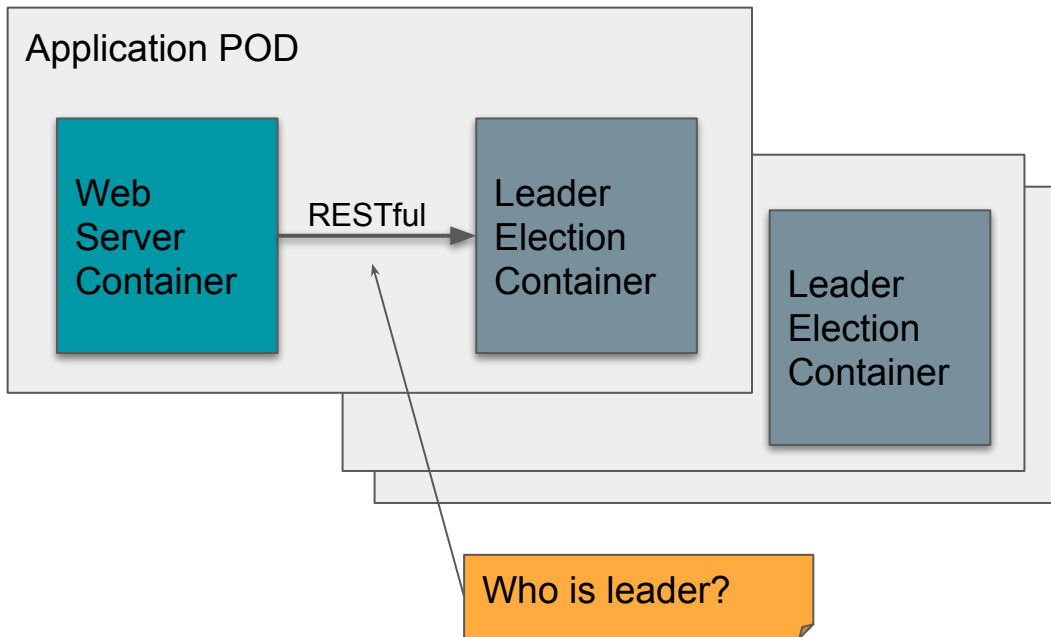 Application POD
Web
Server
Container
RESTful
Leader
Election
Container
Leader
Election
Container
Who is leader?